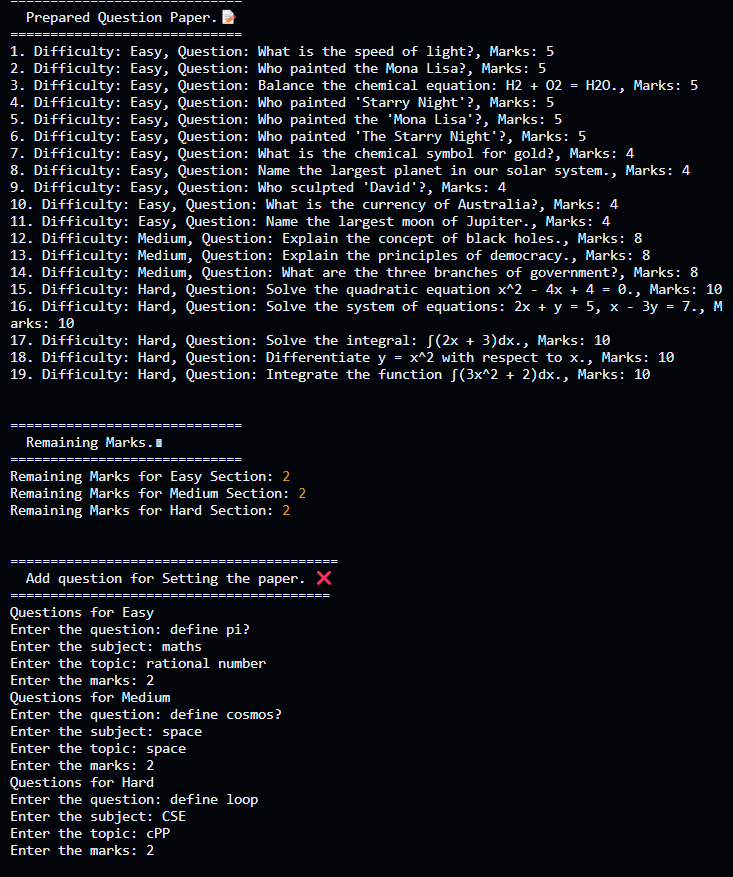 =============================
Prepared Question Paper.📝
=============================
1. Difficulty: Easy, Question: What is the speed of light?, Marks: 5
2. Difficulty: Easy, Question: Who painted the Mona Lisa?, Marks: 5
3. Difficulty: Easy, Question: Balance the chemical equation: H2 + O2 = H2O., Marks: 5
4. Difficulty: Easy, Question: Who painted 'Starry Night'?, Marks: 5
5. Difficulty: Easy, Question: Who painted the 'Mona Lisa'?, Marks: 5
6. Difficulty: Easy, Question: Who painted 'The Starry Night'?, Marks: 5
7. Difficulty: Easy, Question: What is the chemical symbol for gold?, Marks: 4
8. Difficulty: Easy, Question: Name the largest planet in our solar system., Marks: 4
9. Difficulty: Easy, Question: Who sculpted 'David'?, Marks: 4
10. Difficulty: Easy, Question: What is the currency of Australia?, Marks: 4
11. Difficulty: Easy, Question: Name the largest moon of Jupiter., Marks: 4
12. Difficulty: Medium, Question: Explain the concept of black holes., Marks: 8
13. Difficulty: Medium, Question: Explain the principles of democracy., Marks: 8
14. Difficulty: Medium, Question: What are the three branches of government?, Marks: 8
15. Difficulty: Hard, Question: Solve the quadratic equation x^2 - 4x + 4 = 0., Marks: 10
16. Difficulty: Hard, Question: Solve the system of equations: 2x + y = 5, x - 3y = 7., M
arks: 10
17. Difficulty: Hard, Question: Solve the integral: ∫(2x + 3)dx., Marks: 10
18. Difficulty: Hard, Question: Differentiate y = x^2 with respect to x., Marks: 10
19. Difficulty: Hard, Question: Integrate the function ∫(3x^2 + 2)dx., Marks: 10
=============================
Remaining Marks.
=============================
Remaining Marks for Easy Section: 2
Remaining Marks for Medium Section: 2
Remaining Marks for Hard Section: 2
=========================================
Add question for Setting the paper. ❌
========================================
Questions for Easy
Enter the question: define pi?
Enter the subject: maths
Enter the topic: rational number
Enter the marks: 2
Questions for Medium
Enter the question: define cosmos?
Enter the subject: space
Enter the topic: space
Enter the marks: 2
Questions for Hard
Enter the question: define loop
Enter the subject: CSE
Enter the topic: cPP
Enter the marks: 2